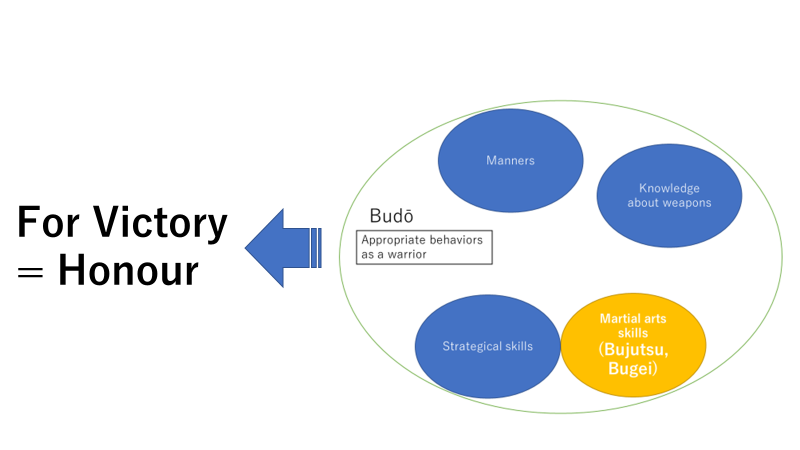 For Victory
= Honour
Budō
Appropriate behaviors
as a warrior
Manners
Knowledge
about weapons
Strategical skills
Martial arts
skills
(Bujutsu,
Bugei)